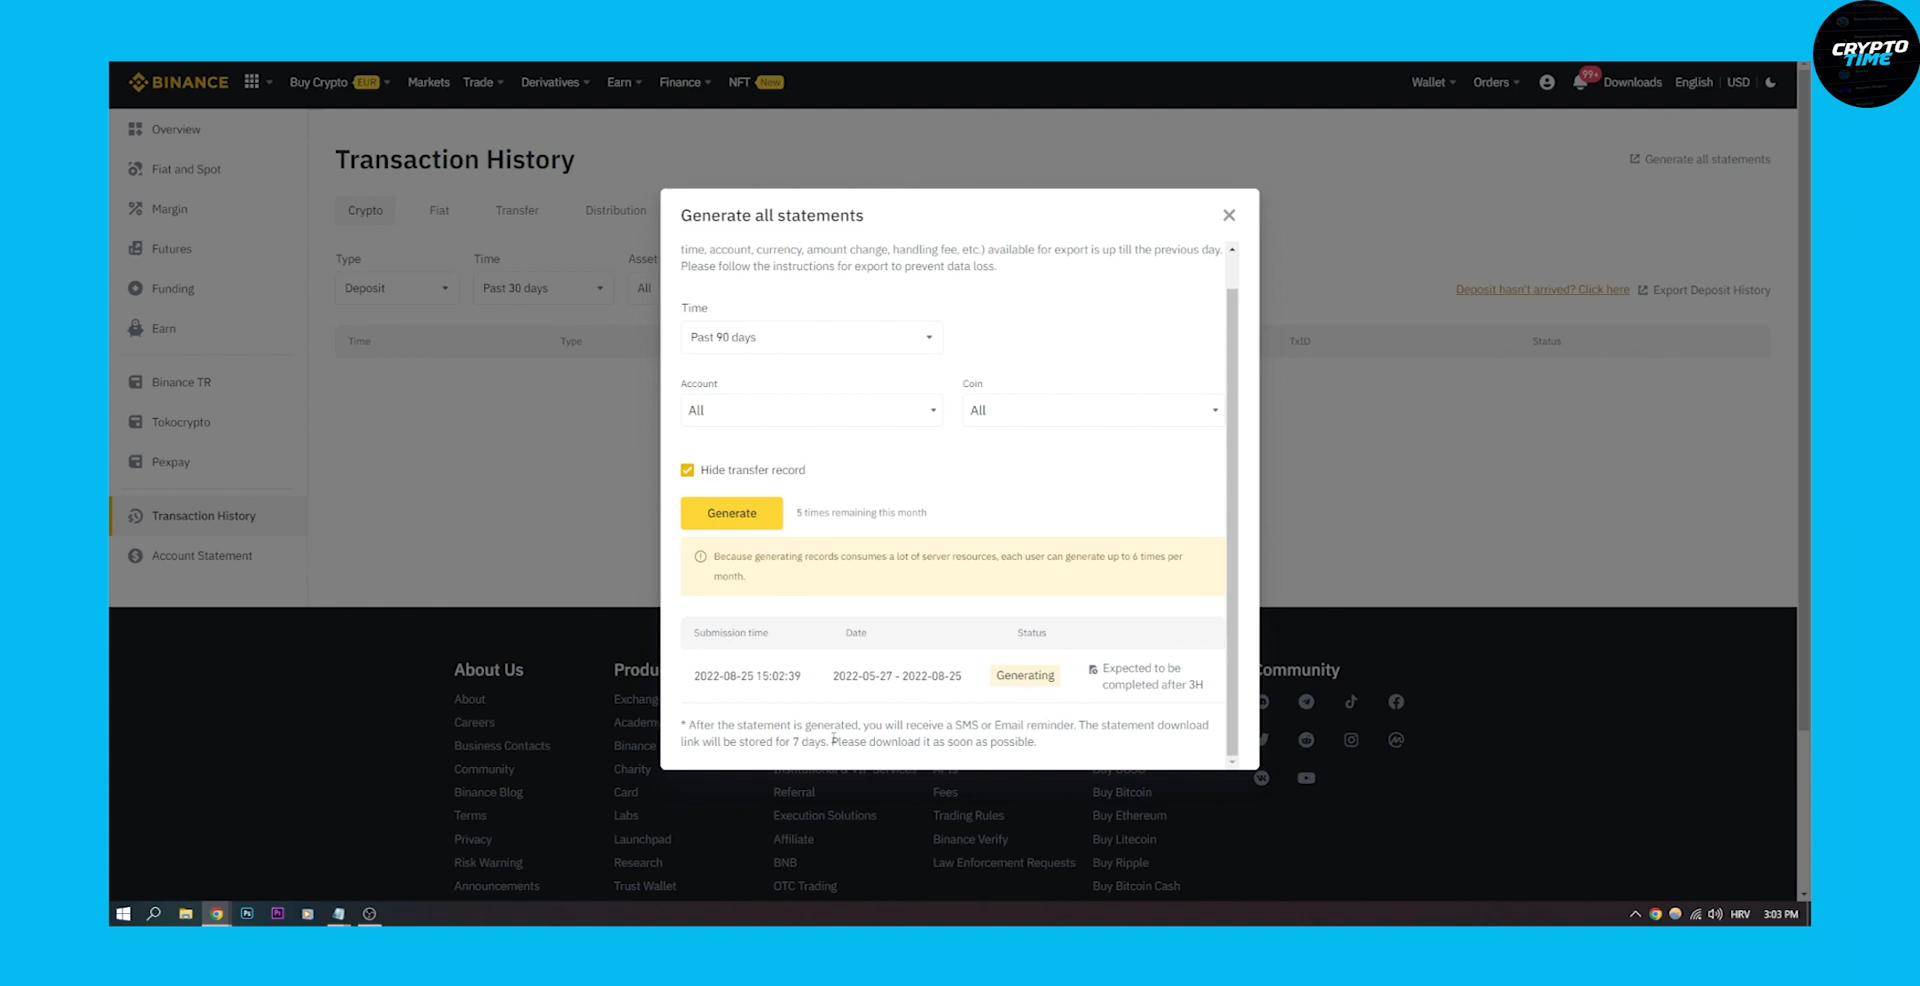 CRYPTO
TIME
BINANCE
Buy Crypto EUR
Markets
Trade
Derivatives
Earn
Finance
NFT New
Wallet
Orders
99+
Downloads
English
USD
Overview
Fiat and Spot
Margin
Futures
Funding
Earn
Binance TR
Tokocrypto
Pexpay
Transaction History
Account Statement
Transaction History
Generate all statements
Crypto
Fiat
Transfer
Distribution
Type
Time
Asset
Deposit
Past 30 days
All
Deposit hasn't arrived? Click here
Export Deposit History
Time
Type
TxID
Status
Generate all statements
time, account, currency, amount change, handling fee, etc.) available for export is up till the previous day.
Please follow the instructions for export to prevent data loss.
Time
Past 90 days
Account
Coin
All
All
Hide transfer record
Generate
5 times remaining this month
Because generating records consumes a lot of server resources, each user can generate up to 6 times per
month.
Submission time
Date
Status
2022-08-25 15:02:39
2022-05-27 - 2022-08-25
Generating
Expected to be
completed after 3H
* After the statement is generated, you will receive a SMS or Email reminder. The statement download
link will be stored for 7 days. Please download it as soon as possible.
About Us
About
Careers
Business Contacts
Community
Binance Blog
Terms
Privacy
Risk Warning
Announcements
Produ
Exchang
Academ
Binance
Charity
Card
Labs
Launchpad
Research
Trust Wallet
Referral
Execution Solutions
Affiliate
BNB
OTC Trading
Fees
Trading Rules
Binance Verify
Law Enforcement Requests
Buy Bitcoin
Buy Ethereum
Buy Litecoin
Buy Ripple
Buy Bitcoin Cash
ommunity
HRV
3:03 PM